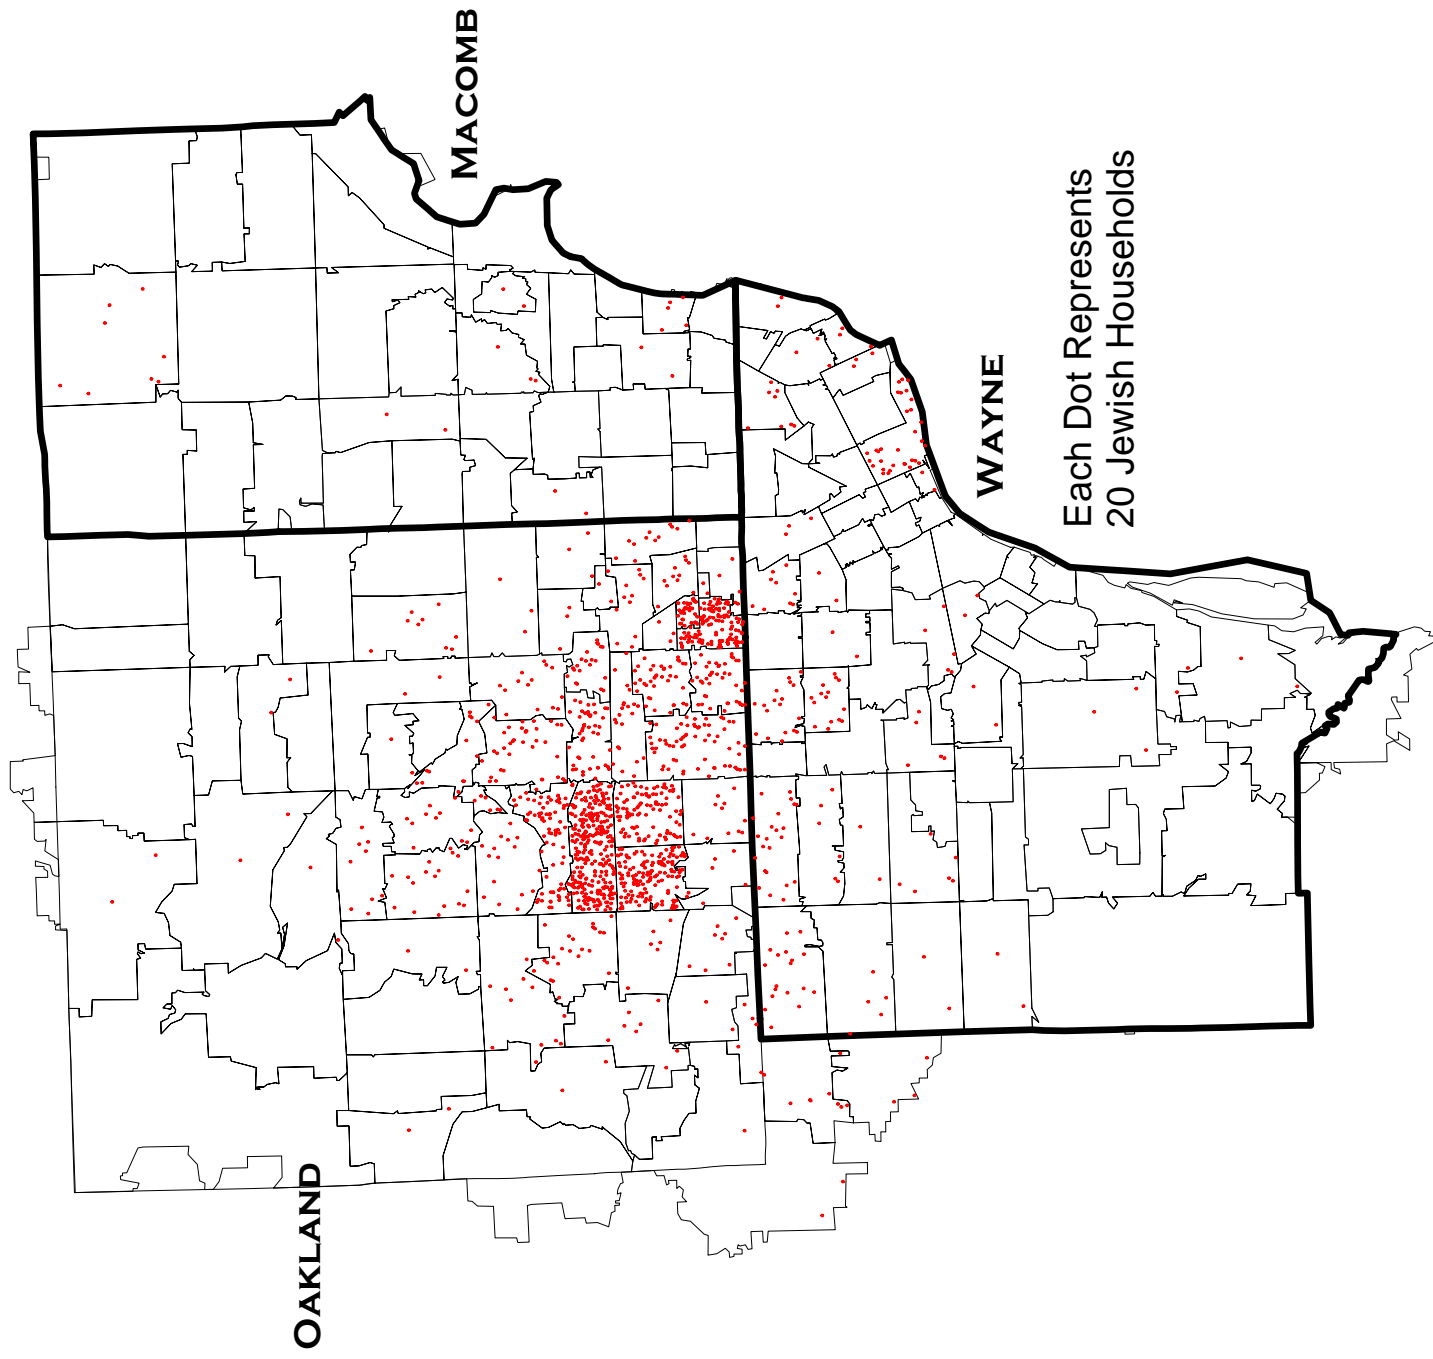 OAKLAND
MACOMB
WAYNE
Each Dot Represents
20 Jewish Households